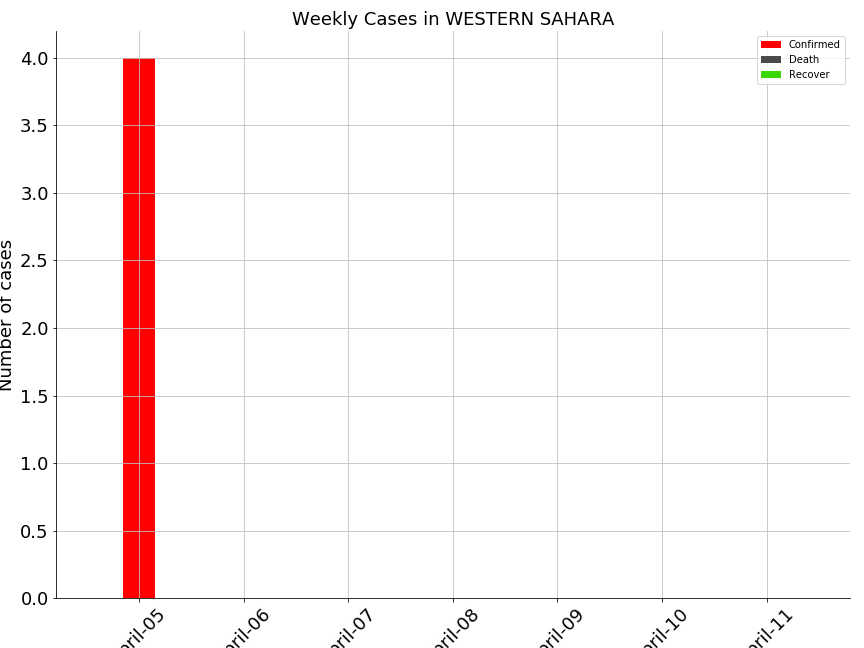 Weekly Cases in WESTERN SAHARA
Confirmed
Death
Recover
Number of cases
4.0
3.5
3.0
2.5
2.0
1.5
1.0
0.5
0.0
pril-05
pril-06
pril-07
pril-08
pril-09
pril-10
pril-11